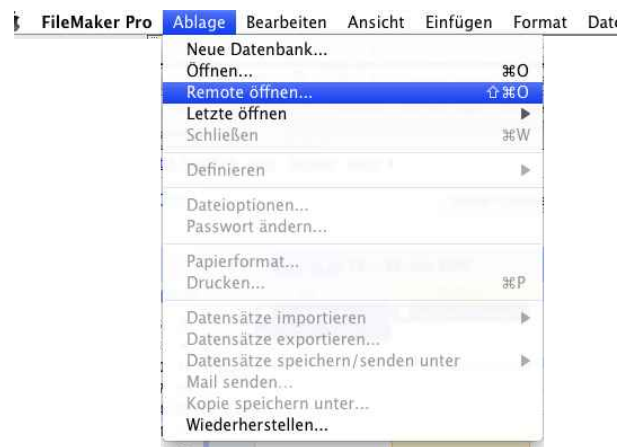 FileMaker Pro Ablage Bearbeiten Ansicht Einfügen Format
Neue Datenbank...
Öffnen... ⌘O
Remote öffnen... ⇧⌘O
Letzte öffnen ▶
Schließen ⌘W
Definieren ▶
Dateioptionen...
Passwort ändern...
Papierformat...
Drucken... ⌘P
Datensätze importieren ▶
Datensätze exportieren...
Datensätze speichern/senden unter ▶
Mail senden...
Kopie speichern unter...
Wiederherstellen...